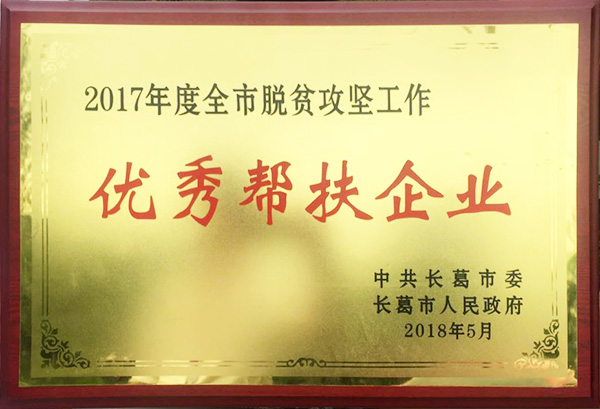 2017年度全市脱贫攻坚工作
优秀帮扶企业
中共长葛市委
长葛市人民政府
2018年5月